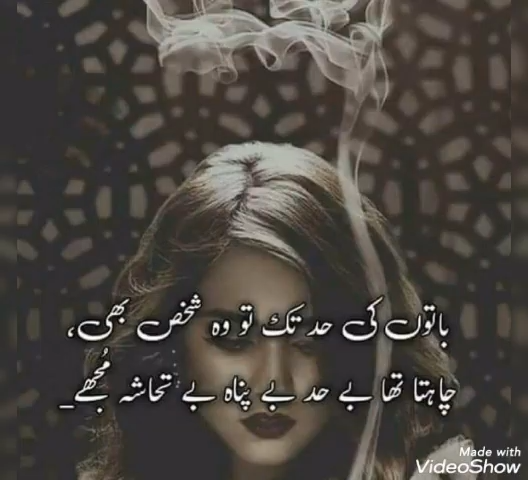 باتوں کی حد تک تو وہ شخص بھی،
چاہتا تھا بے حد بے پناہ بے تحاشہ مُجھے_
Made with
VideoShow